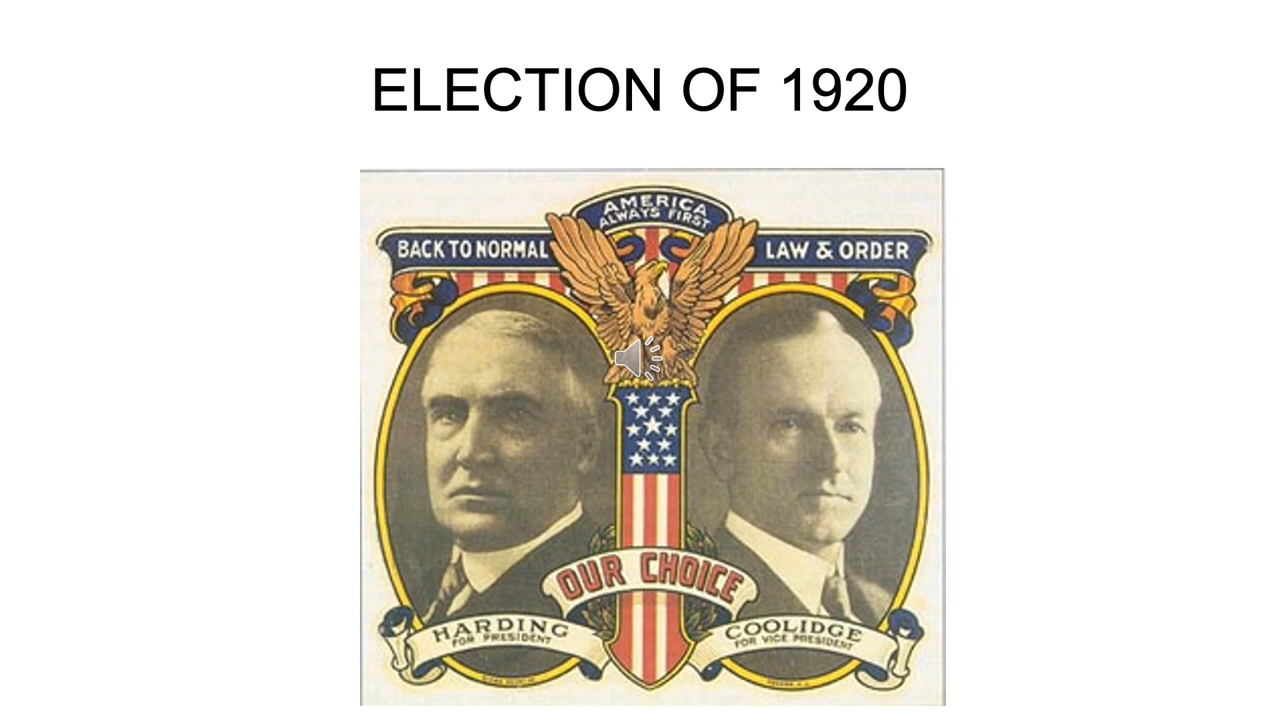 ELECTION OF 1920
AMERICA
ALWAYS FIRST
BACK TO NORMAL
LAW & ORDER
OUR CHOICE
HARDING
FOR PRESIDENT
COOLIDGE
FOR VICE PRESIDENT